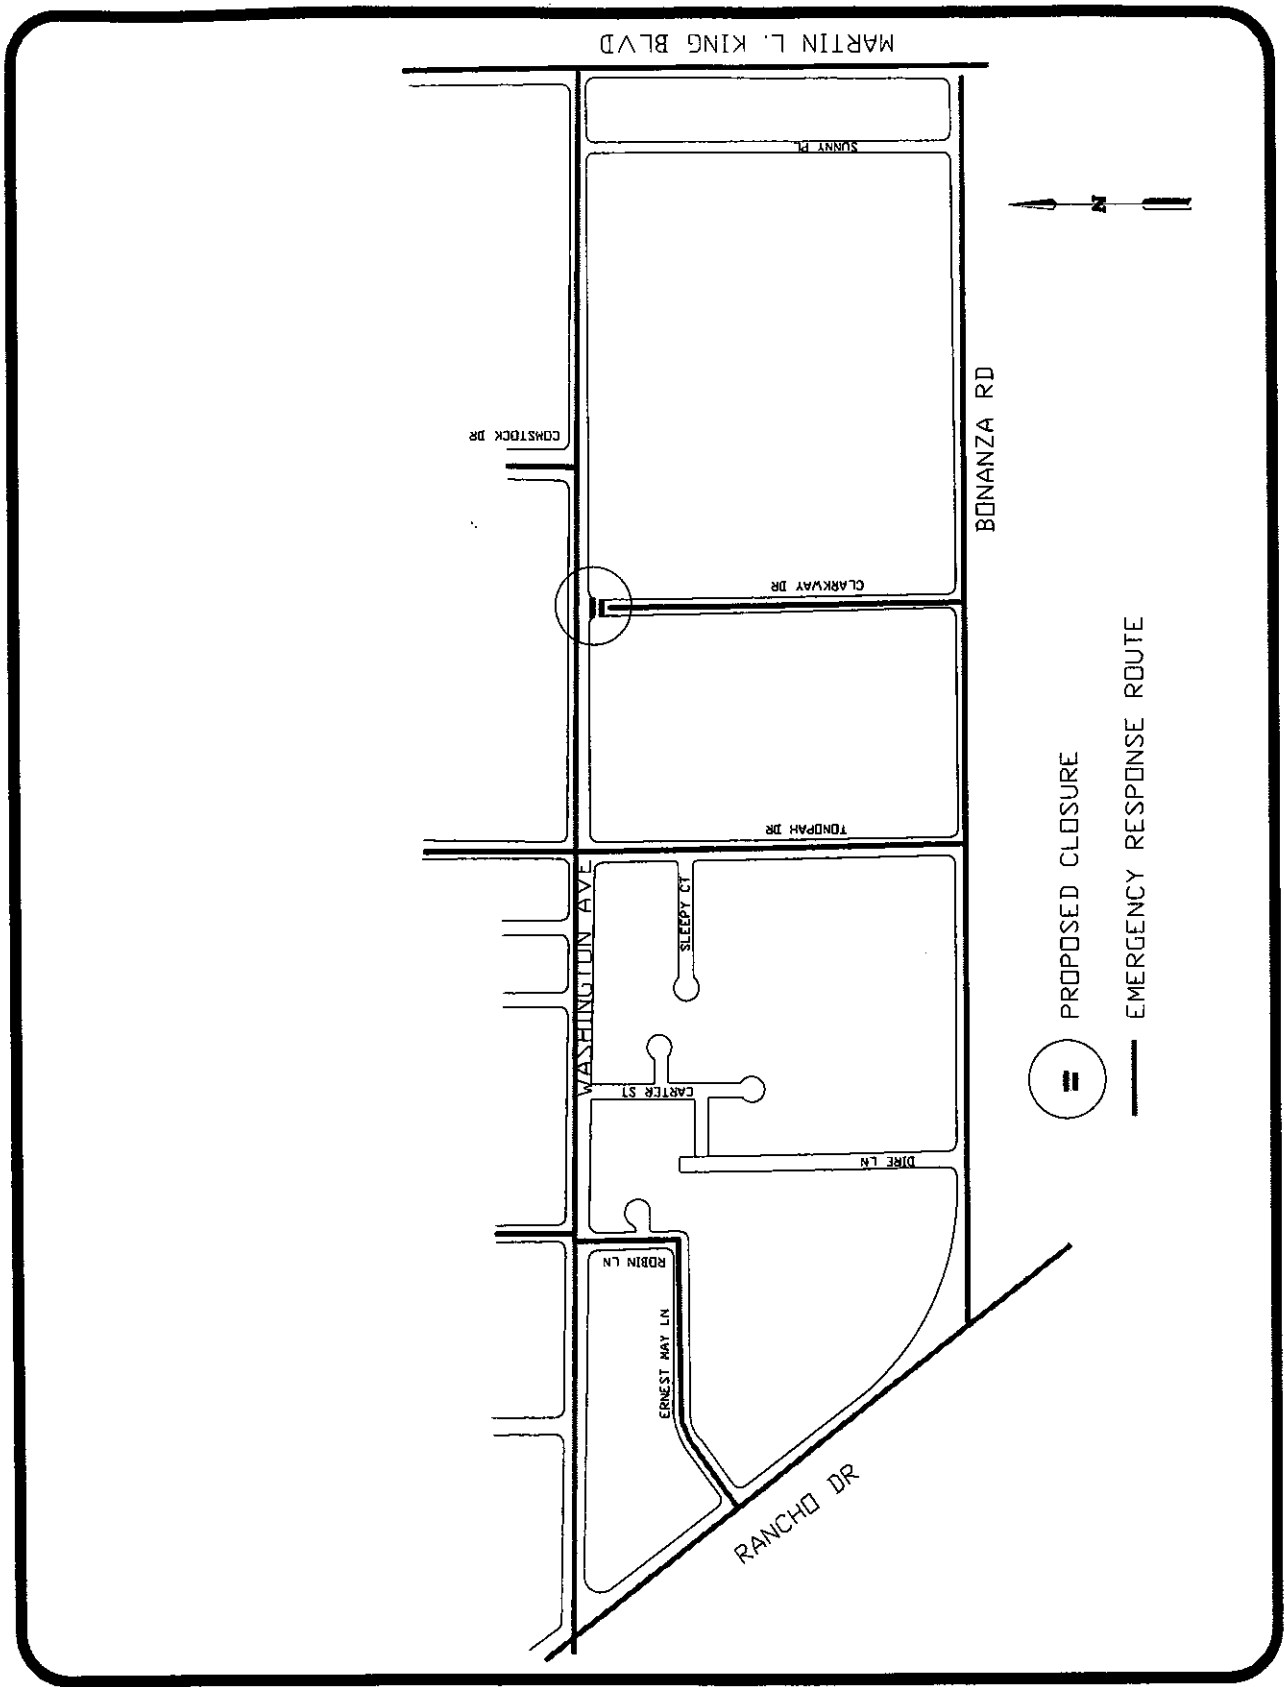 MARTIN L. KING BLVD
SUNNY PL
N
COMSTOCK DR
BONANZA RD
CLARKWAY DR
TONOPAH DR
WASHINGTON AVE
SLEEPY CT
CARTER ST
DIRE LN
ROBIN LN
ERNEST MAY LN
RANCHO DR
PROPOSED CLOSURE
EMERGENCY RESPONSE ROUTE